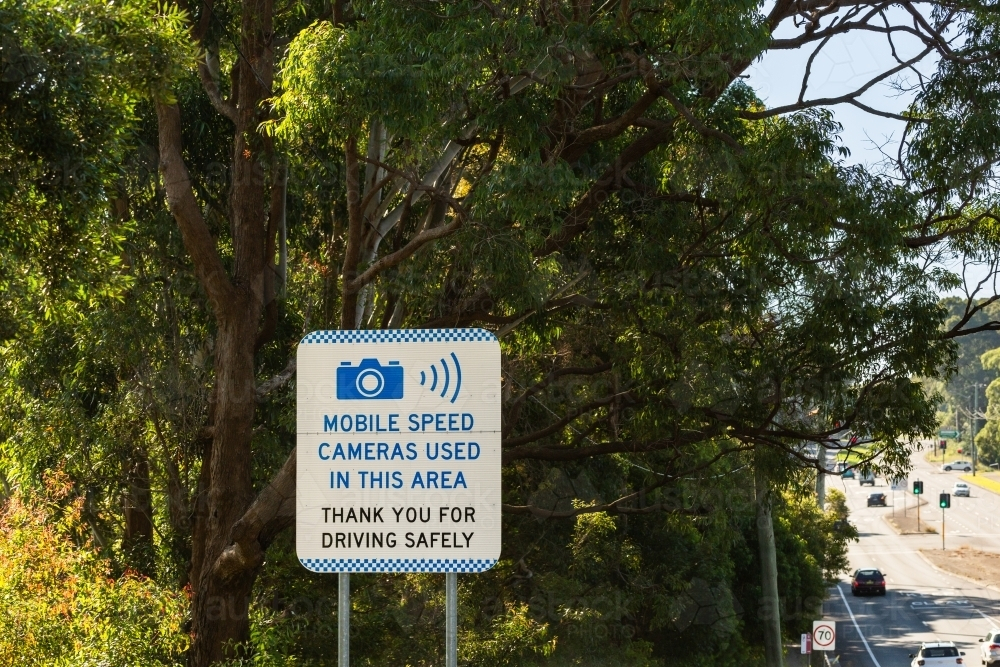 MOBILE SPEED
CAMERAS USED
IN THIS AREA
THANK YOU FOR
DRIVING SAFELY
70